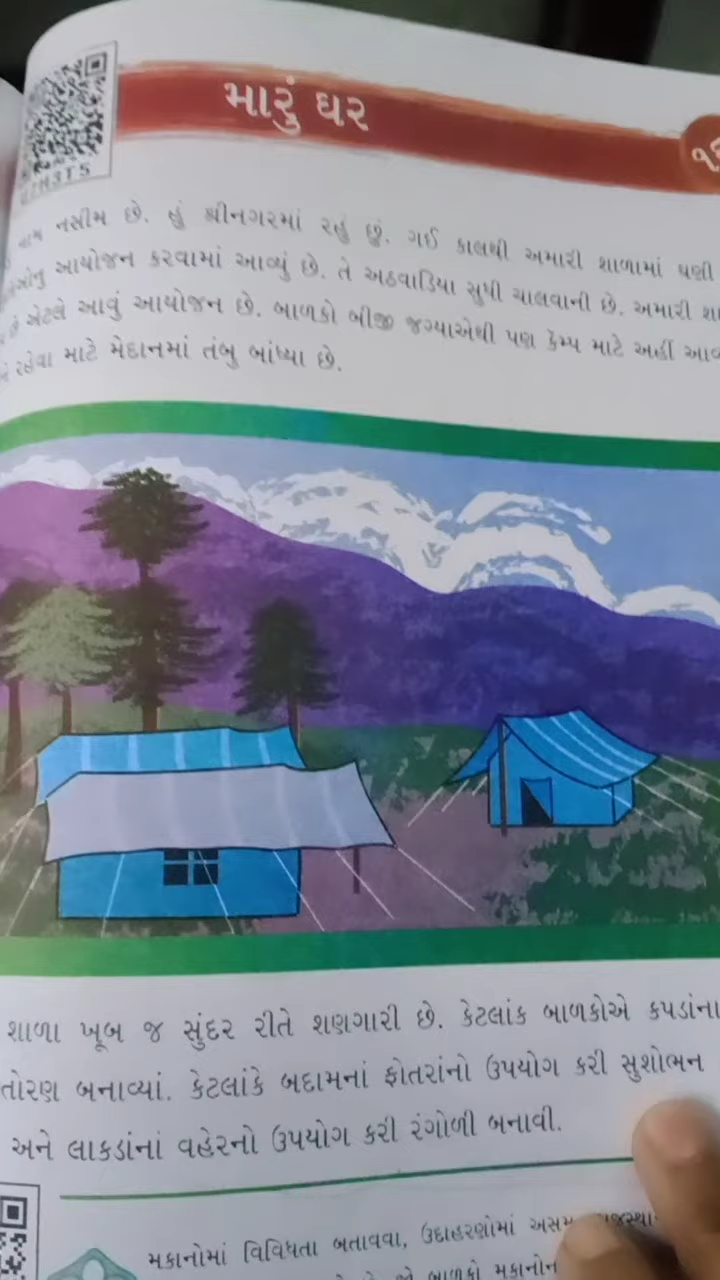 મારું ઘર
નસીમ છે. હું શ્રીનગરમાં રહું છું. ગઈ કાલથી અમારી શાળામાં ઘણી
આયોજન કરવામાં આવ્યું છે. તે અઠવાડિયા સુધી ચાલવાની છે. અમારી
છે એટલે આવું આયોજન છે. બાળકો બીજી જગ્યાએથી પણ કૅમ્પ માટે અહીં
રહેવા માટે મેદાનમાં તંબુ બાંધ્યા છે.
શાળા ખૂબ જ સુંદર રીતે શણગારી છે. કેટલાંક બાળકોએ કપડાંના
તોરણ બનાવ્યાં. કેટલાંકે બદામનાં ફોતરાંનો ઉપયોગ કરી સુશોભન
અને લાકડાંનાં વહેરનો ઉપયોગ કરી રંગોળી બનાવી.
મકાનોમાં વિવિધતા બતાવવા, ઉદાહરણોમાં
બાળકો